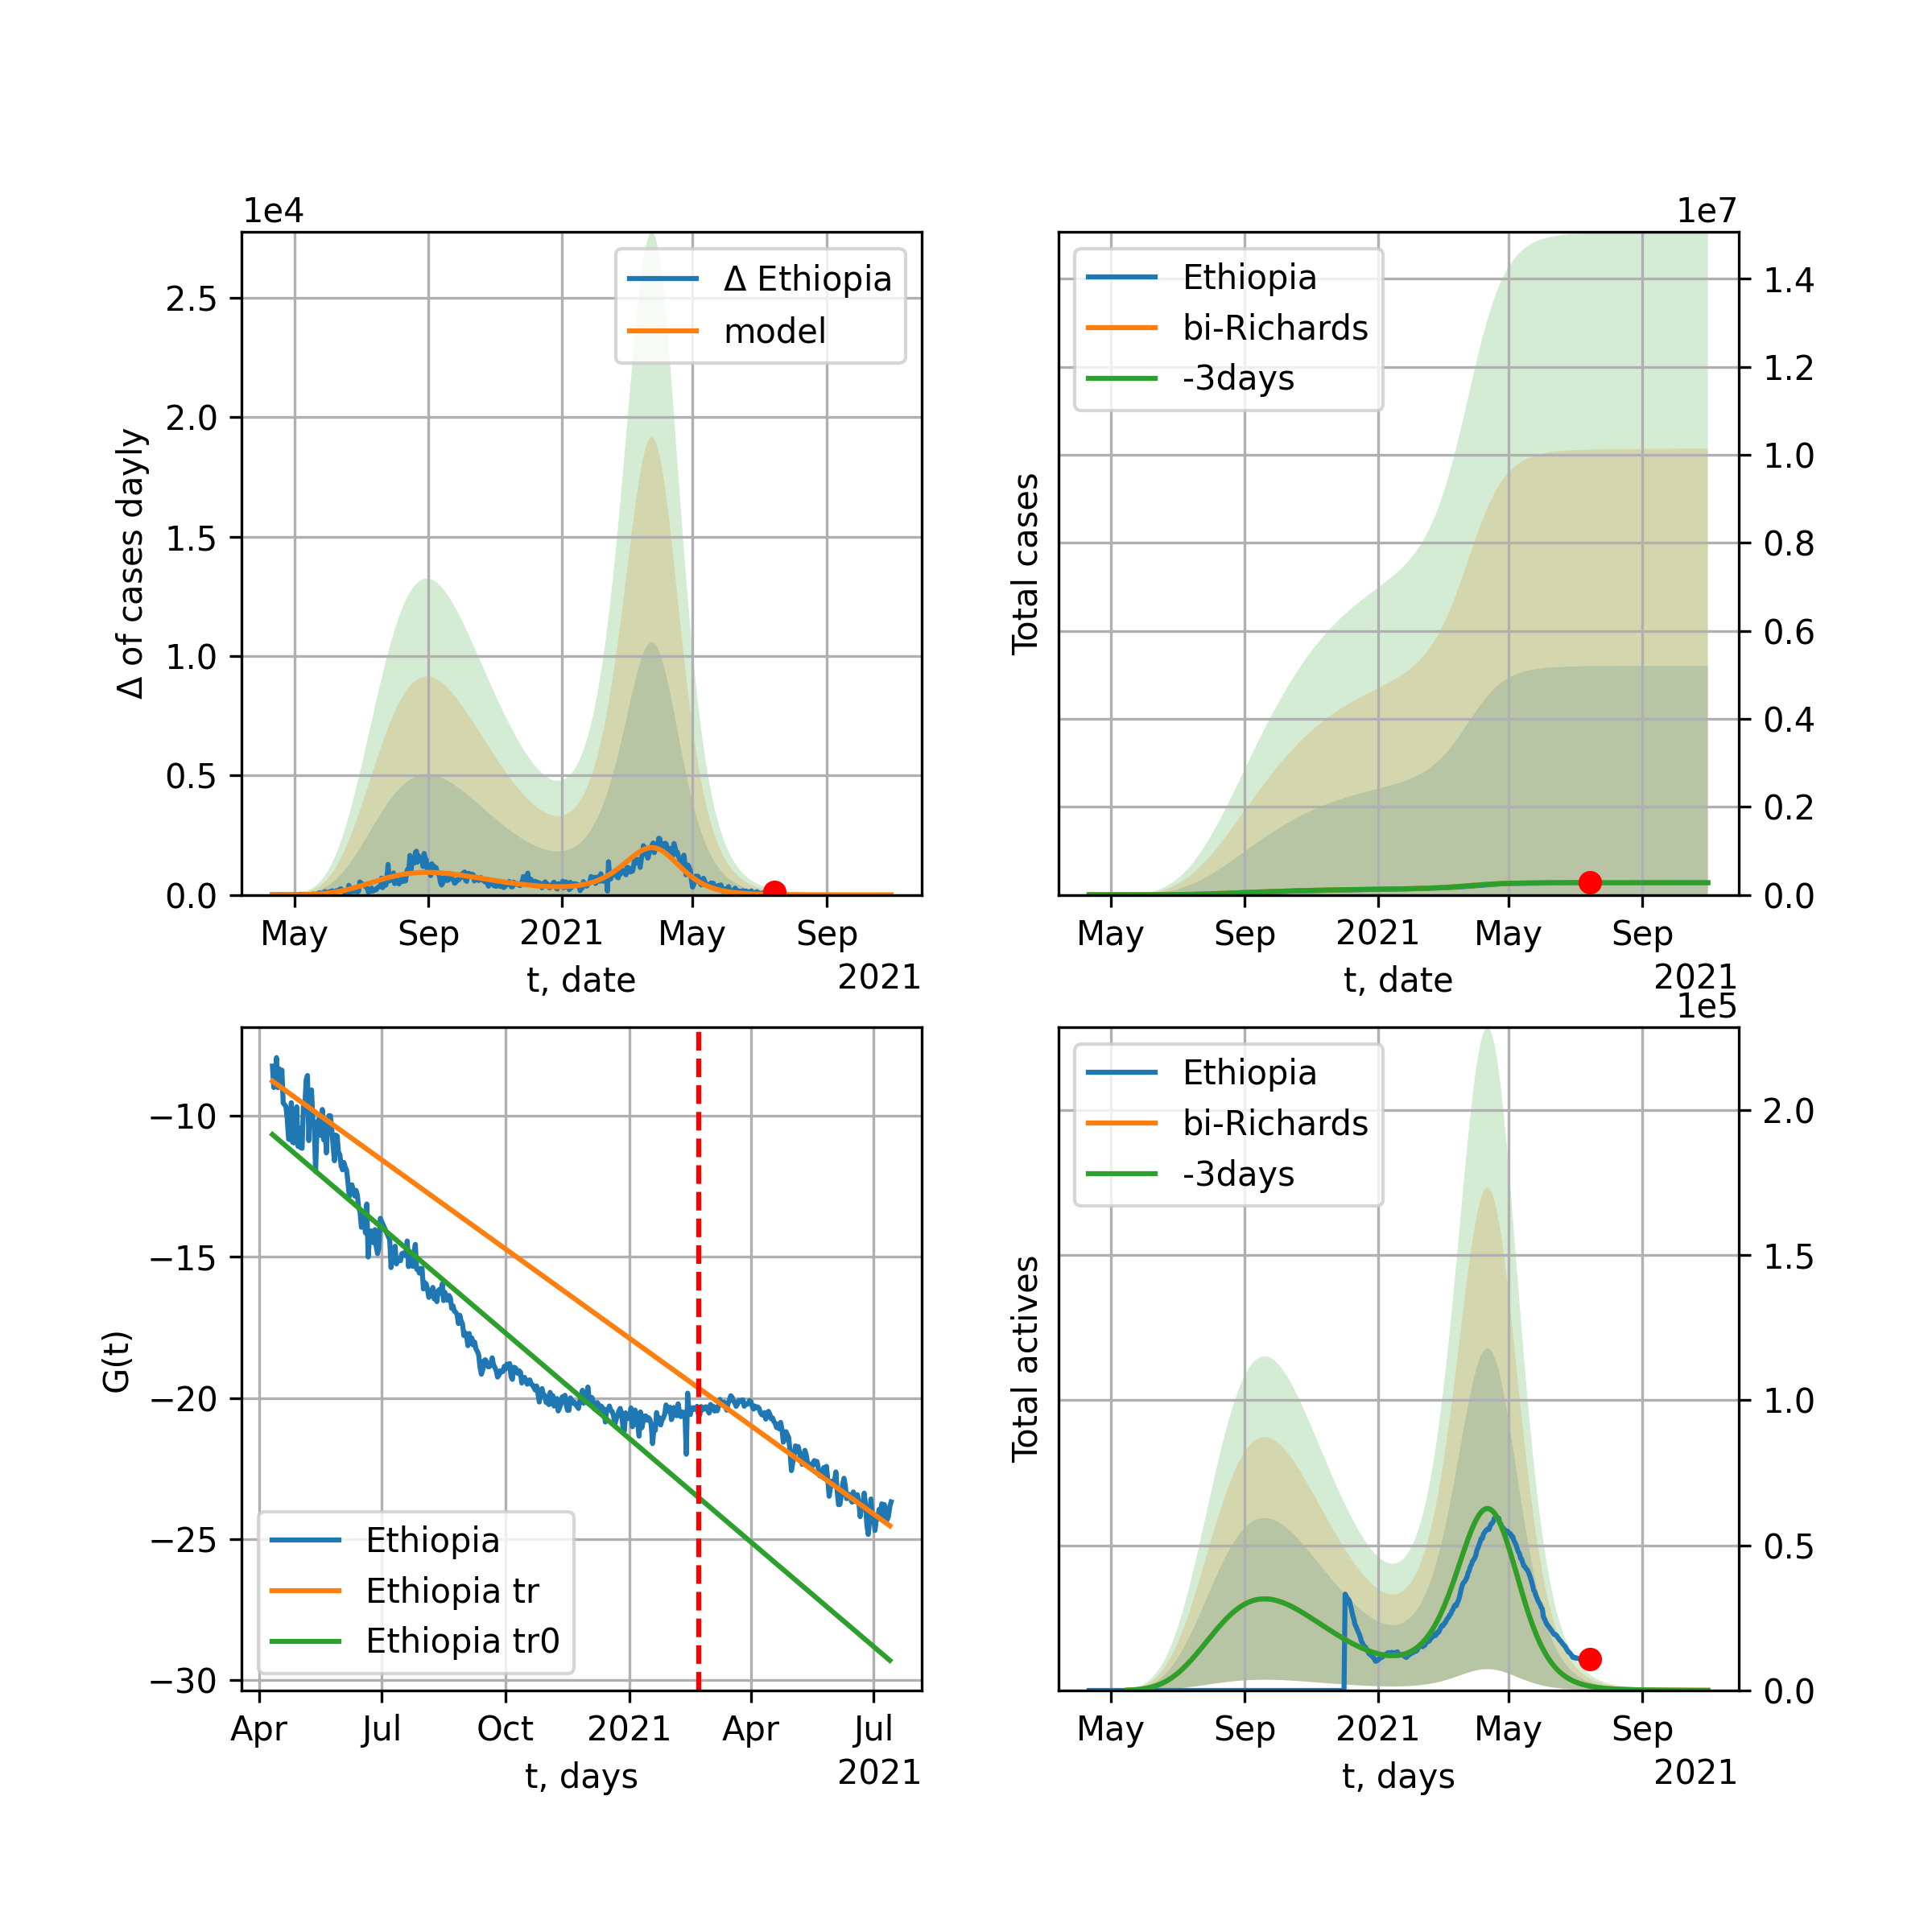 1e4
Δ Ethiopia
model
2.5
2.0
1.5
1.0
0.5
0.0
Δ of cases dayly
May Sep 2021 May Sep
t, date
2021
1e7
Ethiopia
bi-Richards
-3days
Total cases
1.4
1.2
1.0
0.8
0.6
0.4
0.2
0.0
May Sep 2021 May Sep
t, date
2021
−10
−15
−20
−25
−30
G(t)
Ethiopia
Ethiopia tr
Ethiopia tr0
Apr Jul Oct 2021 Apr Jul
t, days
2021
1e5
Ethiopia
bi-Richards
-3days
Total actives
2.0
1.5
1.0
0.5
0.0
May Sep 2021 May Sep
t, days
2021